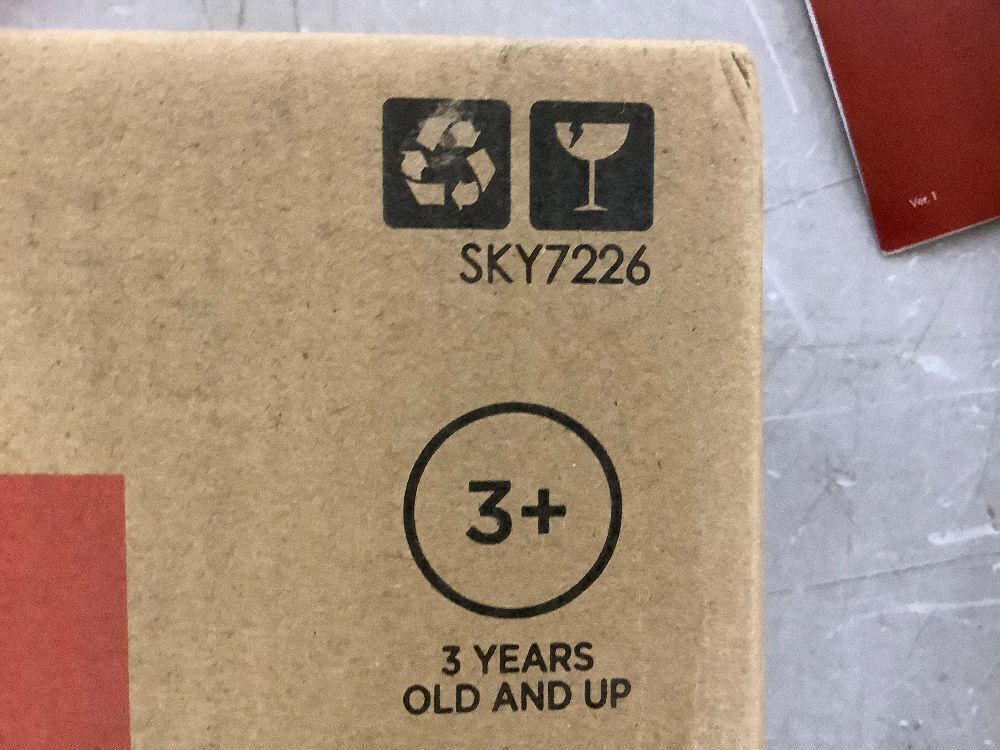 SKY7226
3+
3 YEARS
OLD AND UP
Ver. 1